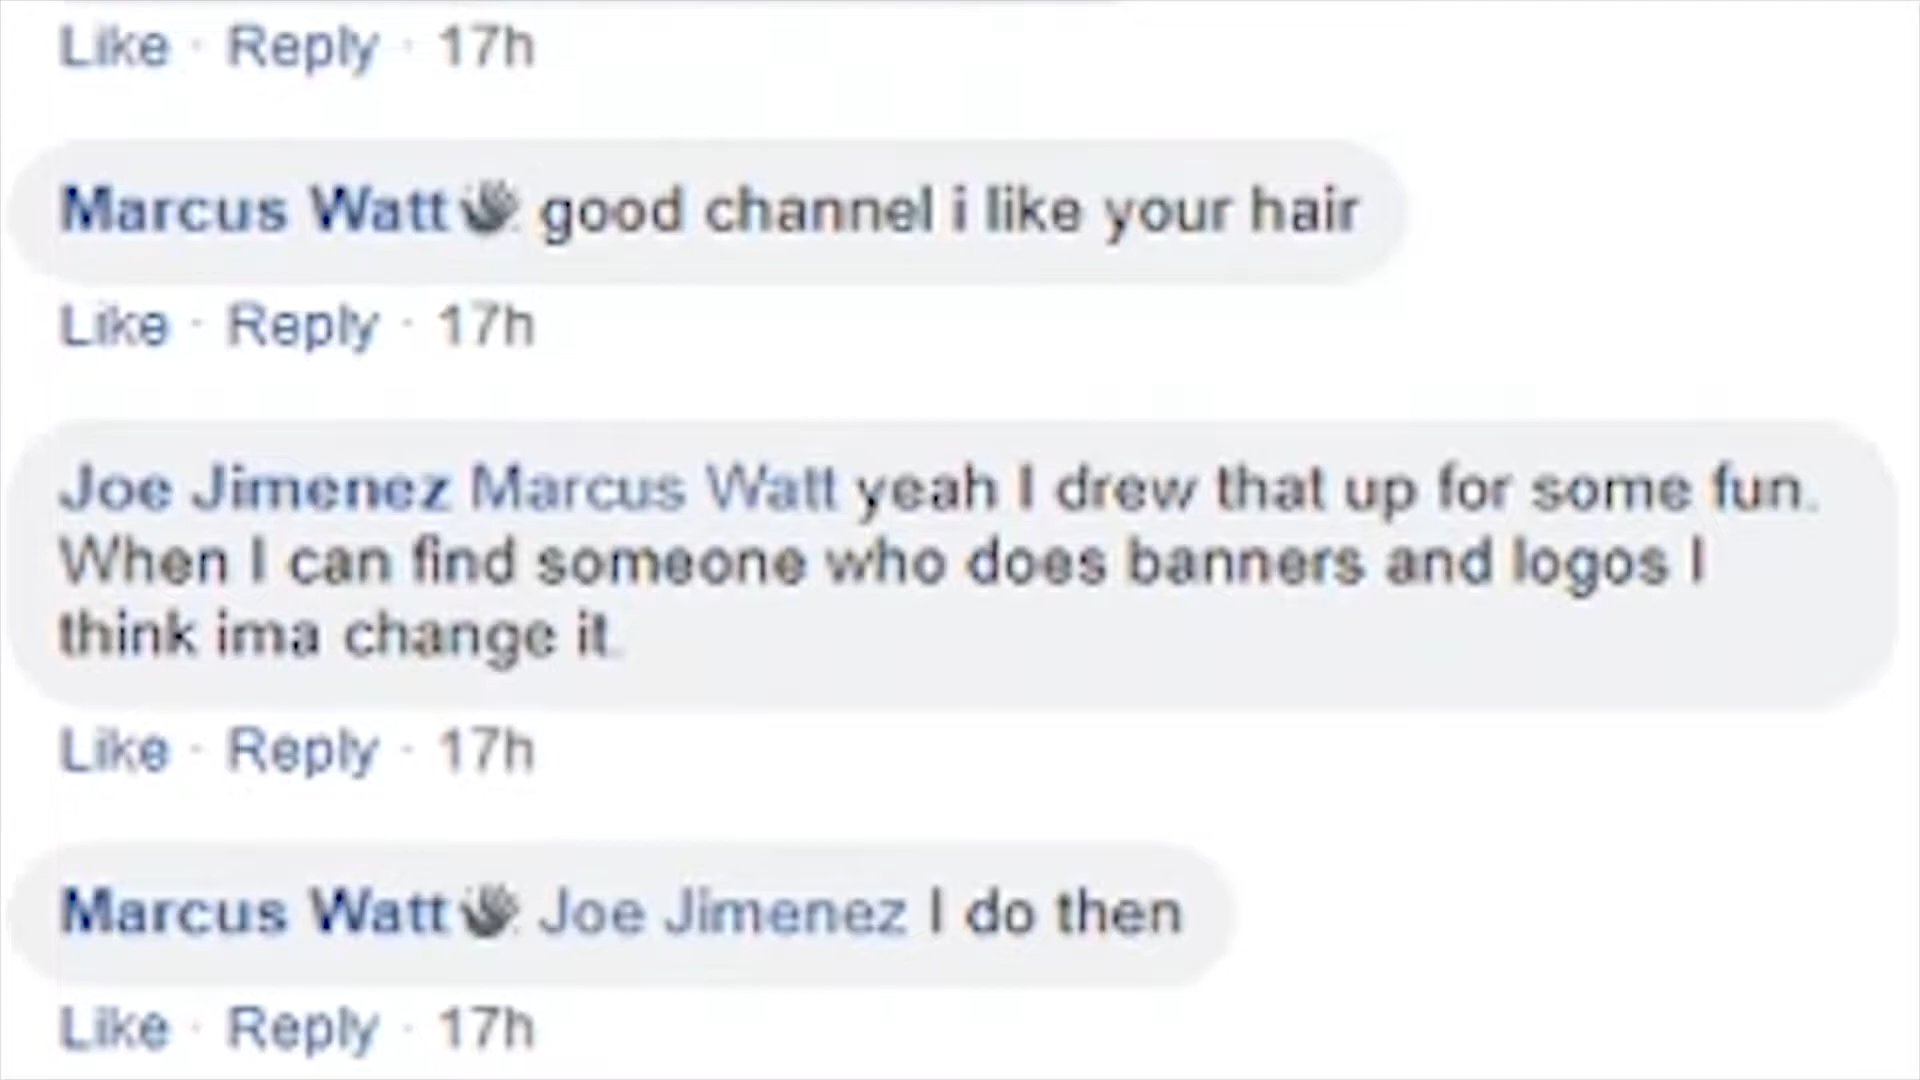 Like · Reply · 17h
Marcus Watt👋 good channel i like your hair
Like · Reply · 17h
Joe Jimenez Marcus Watt yeah I drew that up for some fun.
When I can find someone who does banners and logos I
think ima change it.
Like · Reply · 17h
Marcus Watt👋 Joe Jimenez I do then
Like · Reply · 17h